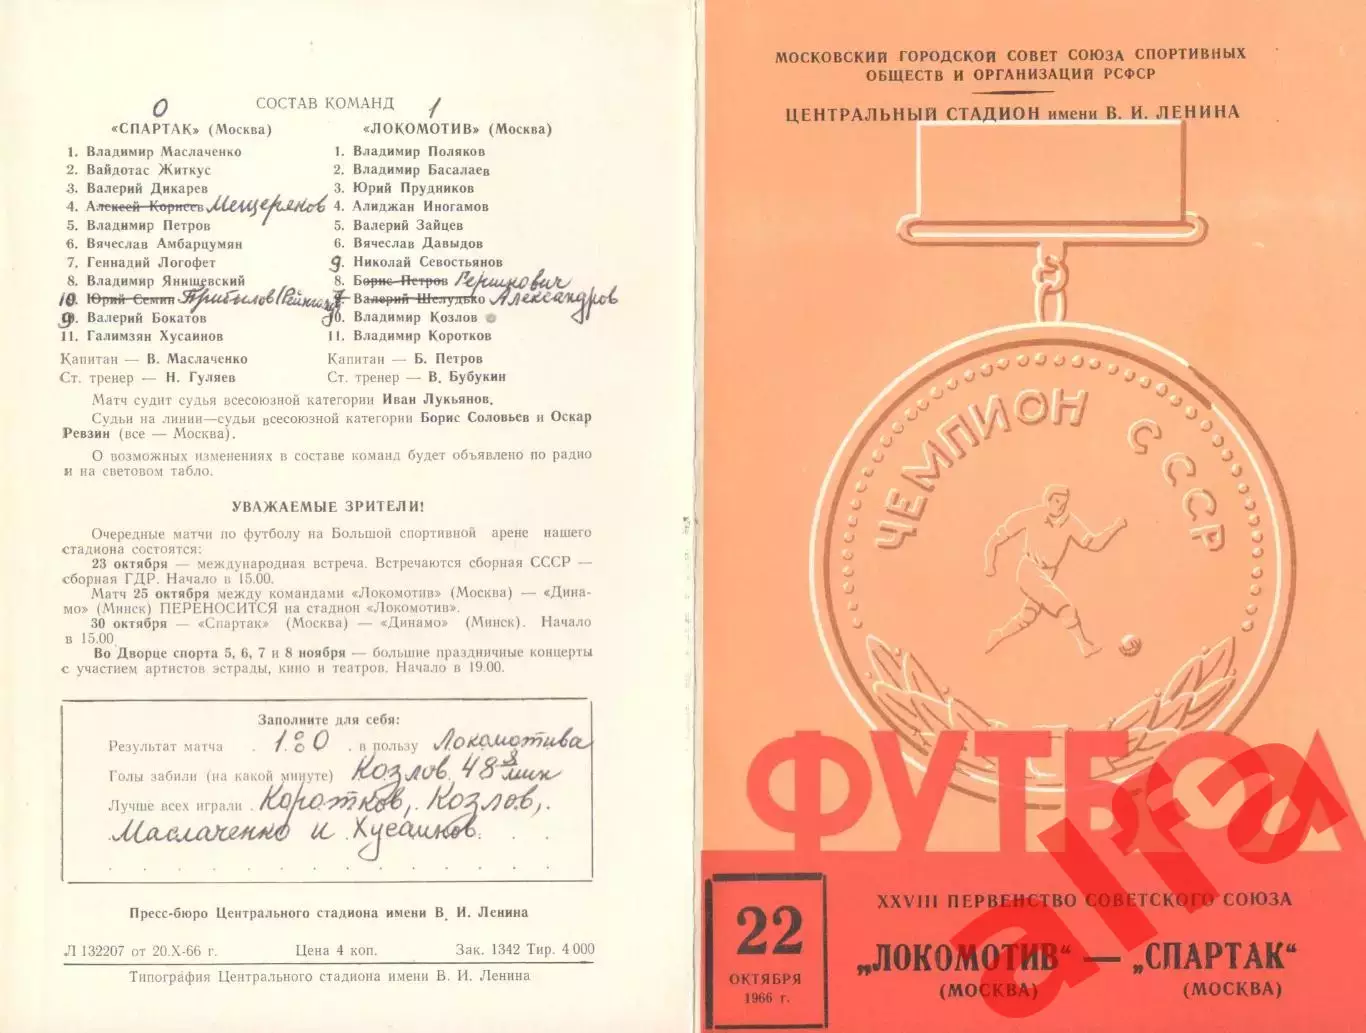 0 СОСТАВ КОМАНД 1
«СПАРТАК» (Москва)
1. Владимир Маслаченко
2. Вайдотас Житкус
3. Валерий Дикарев
4. Алексей Корнеев Мещеряков
5. Владимир Петров
6. Вячеслав Амбарцумян
7. Геннадий Логофет
8. Владимир Янишевский
10 Юрий Семин Прибылов (Рейнгольд
9. Валерий Бокатов
11. Галимзян Хусаинов
Капитан — В. Маслаченко
Ст. тренер — Н. Гуляев
«ЛОКОМОТИВ» (Москва)
1. Владимир Поляков
2. Владимир Басалаев
3. Юрий Прудников
4. Алиджан Иногамов
5. Валерий Зайцев
6. Вячеслав Давыдов
9. Николай Севостьянов
8. Борис Петров Гершкович
Валерий Шелудько Александров
10. Владимир Козлов
11. Владимир Коротков
Капитан — Б. Петров
Ст. тренер — В. Бубукин
Матч судит судья всесоюзной категории Иван Лукьянов.
Судьи на линии—судьи всесоюзной категории Борис Соловьев и Оскар
Ревзин (все — Москва).
О возможных изменениях в составе команд будет объявлено по радио
и на световом табло.
УВАЖАЕМЫЕ ЗРИТЕЛИ!
Очередные матчи по футболу на Большой спортивной арене нашего
стадиона состоятся:
23 октября — международная встреча. Встречаются сборная СССР —
сборная ГДР. Начало в 15.00.
Матч 25 октября между командами «Локомотив» (Москва) — «Дина-
мо» (Минск) ПЕРЕНОСИТСЯ на стадион «Локомотив».
30 октября — «Спартак» (Москва) — «Динамо» (Минск). Начало
в 15.00
Во Дворце спорта 5, 6, 7 и 8 ноября — большие праздничные концерты
с участием артистов эстрады, кино и театров. Начало в 19.00.
Заполните для себя:
Результат матча 1:0 в пользу Локомотива
Голы забили (на какой минуте) Козлов 48 мин
Лучше всех играли Коротков, Козлов,
Маслаченко и Хусаинов.
Пресс-бюро Центрального стадиона имени В. И. Ленина
Л 132207 от 20.X-66 г. Цена 4 коп. Зак. 1342 Тир. 4 000
Типография Центрального стадиона имени В. И. Ленина
МОСКОВСКИЙ ГОРОДСКОЙ СОВЕТ СОЮЗА СПОРТИВНЫХ
ОБЩЕСТВ И ОРГАНИЗАЦИЙ РСФСР
ЦЕНТРАЛЬНЫЙ СТАДИОН имени В. И. ЛЕНИНА
ЧЕМПИОН СССР
ФУТБОЛ
22
ОКТЯБРЯ
1966 г.
XXVIII ПЕРВЕНСТВО СОВЕТСКОГО СОЮЗА
„ЛОКОМОТИВ“ — „СПАРТАК“
(МОСКВА) (МОСКВА)
alfa